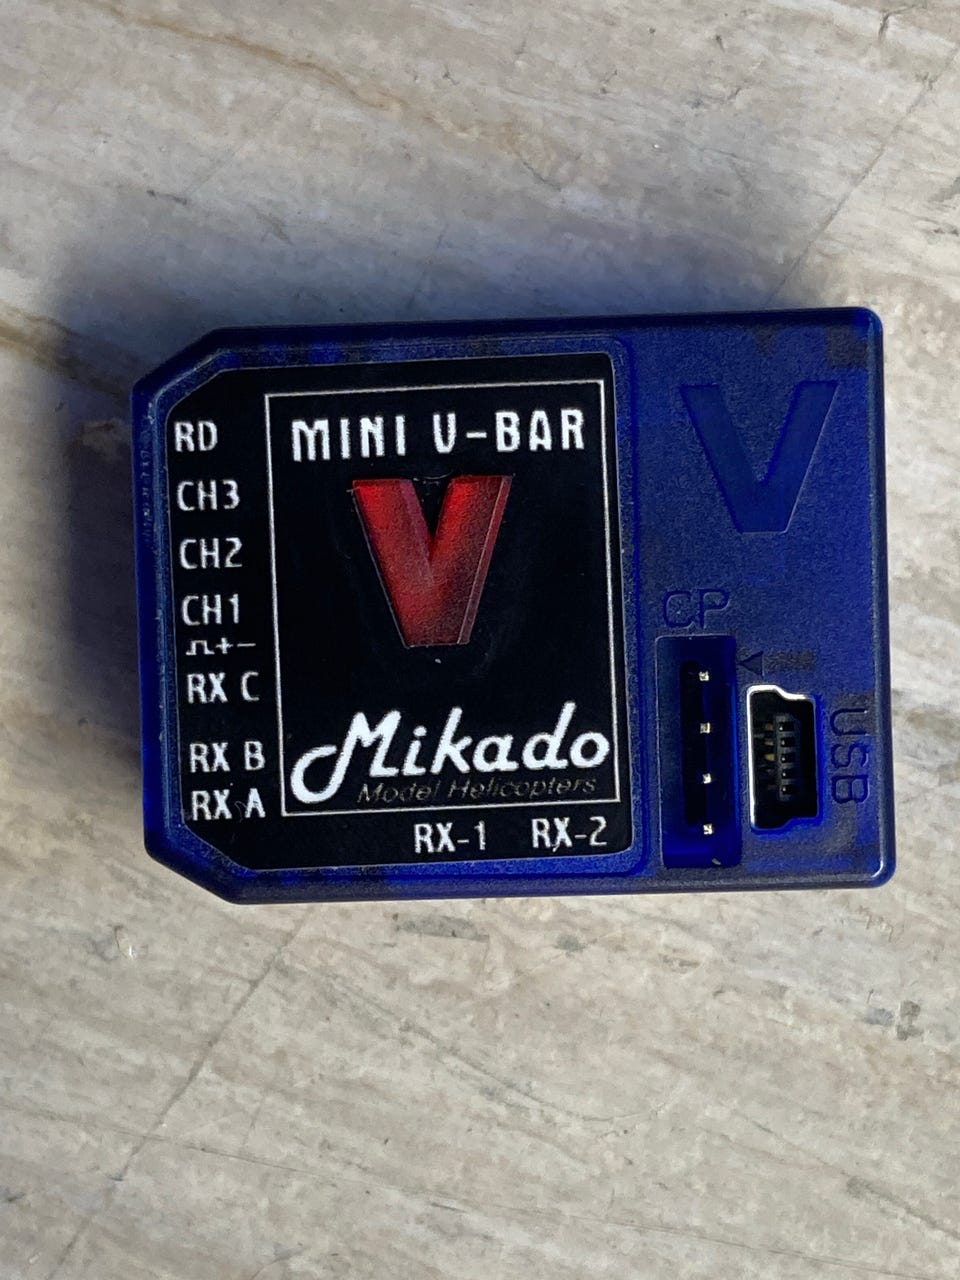 RD
CH3
CH2
CH1
⎍+-
RX C
RX B
RX A
MINI V-BAR
V
Mikado
Model Helicopters
RX-1 RX-2
V
CP
USB